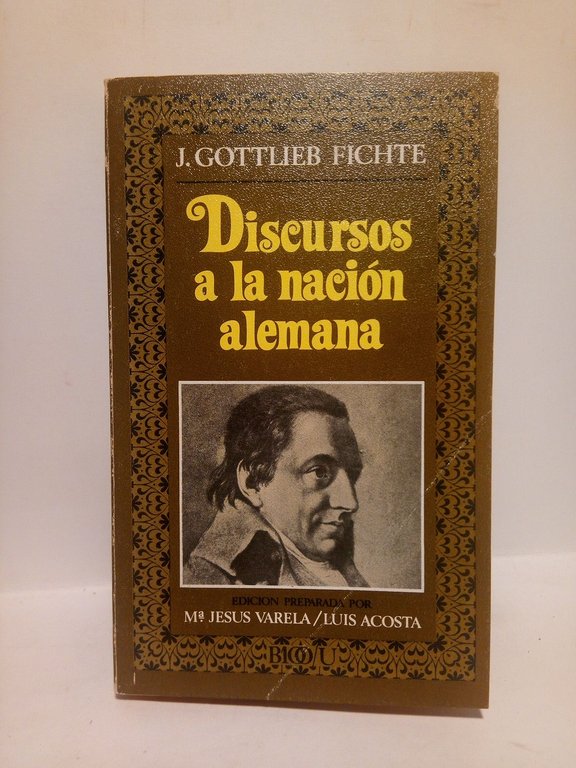 J. GOTTLIEB FICHTE
Discursos
a la nación
alemana
EDICION PREPARADA POR
Mª JESUS VARELA/LUIS ACOSTA